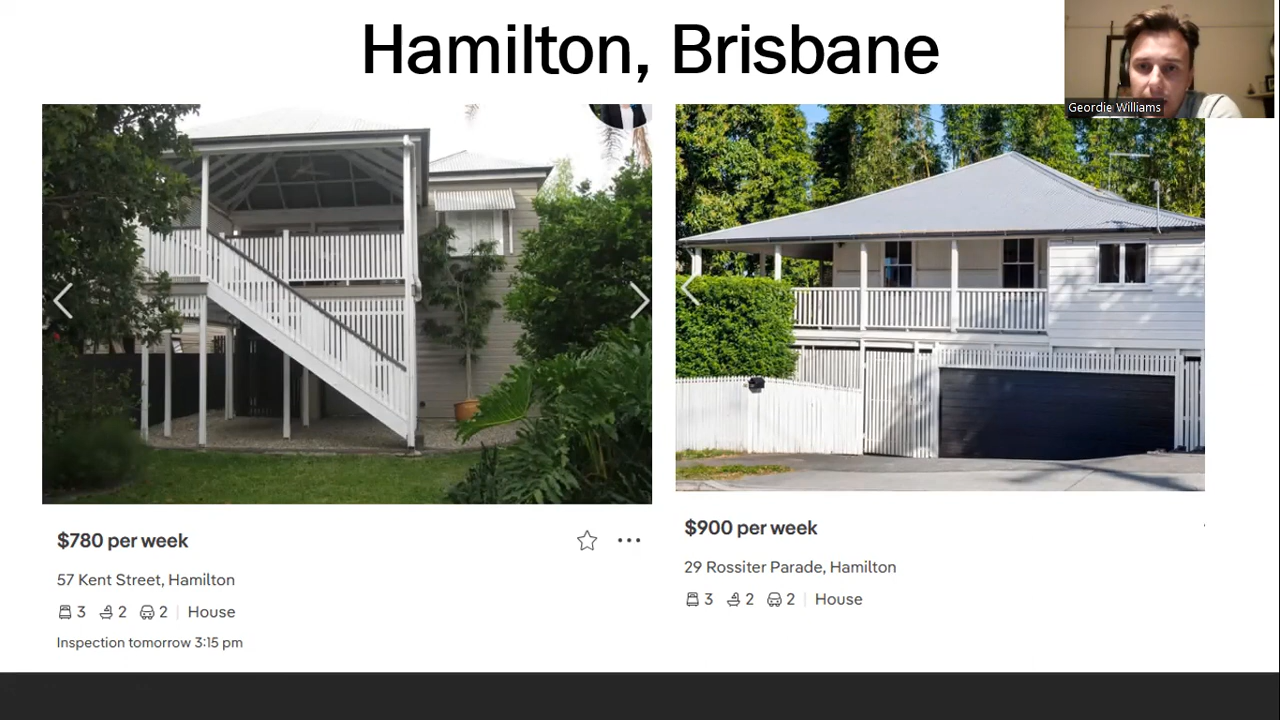 Hamilton, Brisbane
Geordie Williams
$780 per week
57 Kent Street, Hamilton
3 2 2 House
Inspection tomorrow 3:15 pm
$900 per week
29 Rossiter Parade, Hamilton
3 2 2 House